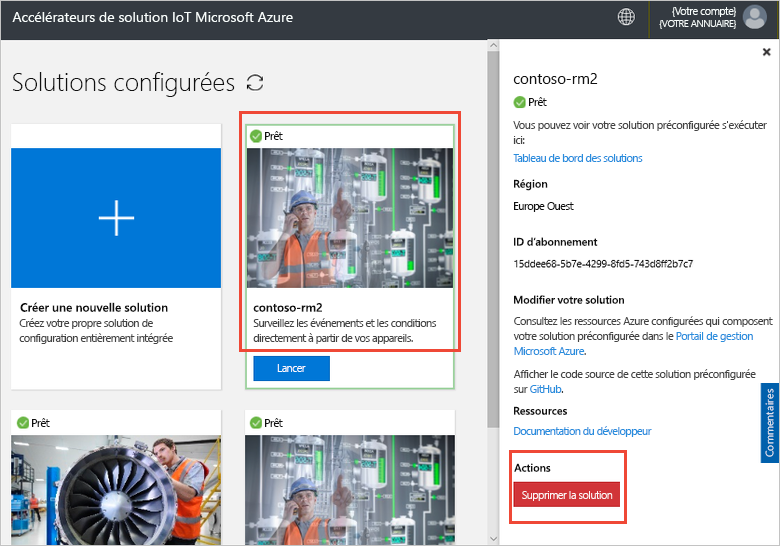 Accélérateurs de solution IoT Microsoft Azure
{Votre compte}
{VOTRE ANNUAIRE}
Solutions configurées
Créer une nouvelle solution
Créez votre propre solution de
configuration entièrement intégrée
Prêt
contoso-rm2
Surveillez les événements et les conditions
directement à partir de vos appareils.
Lancer
Prêt
Prêt
contoso-rm2
Prêt
Vous pouvez voir votre solution préconfigurée s'exécuter
ici:
Tableau de bord des solutions
Région
Europe Ouest
ID d'abonnement
15ddee68-5b7e-4299-8fd5-743d8ff2b7c7
Modifier votre solution
Consultez les ressources Azure configurées qui composent
votre solution préconfigurée dans le Portail de gestion
Microsoft Azure.
Afficher le code source de cette solution préconfigurée
sur GitHub.
Ressources
Documentation du développeur
Actions
Supprimer la solution
Commentaires